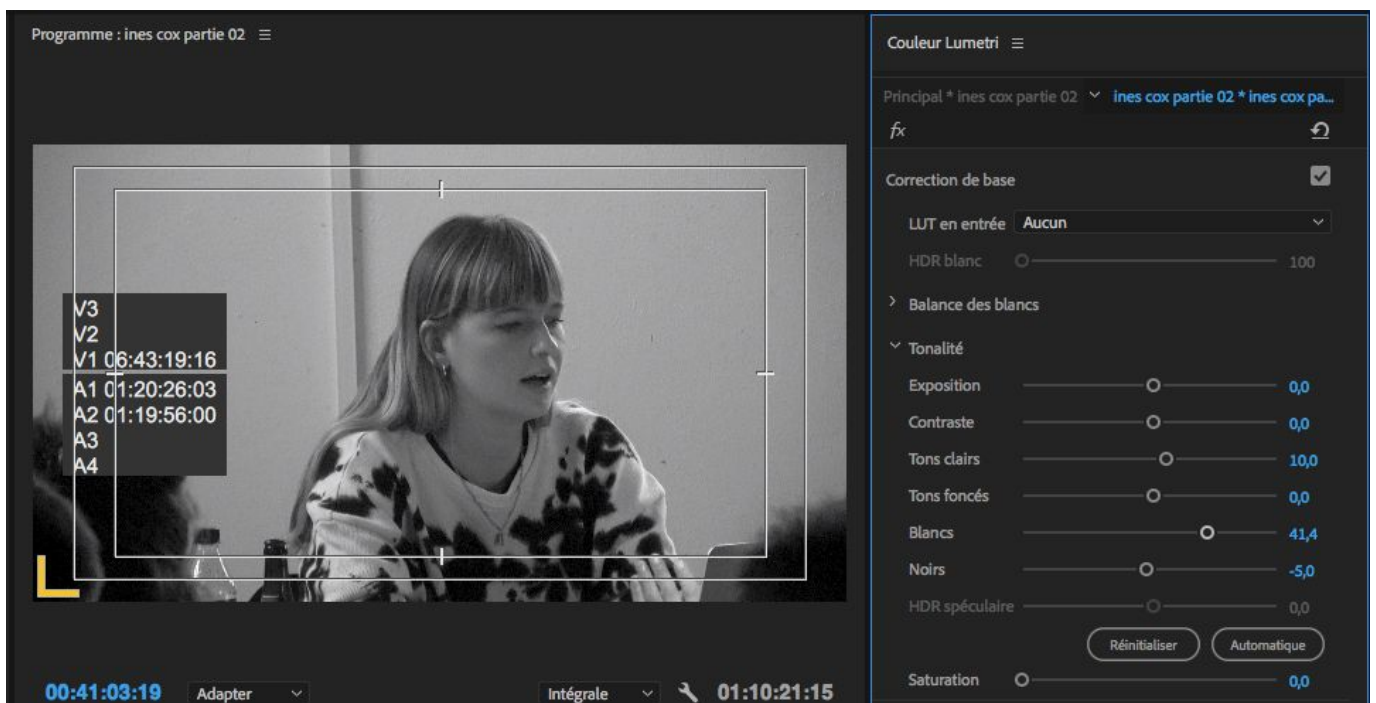 Programme : ines cox partie 02
V3
V2
V1 06:43:19:16
A1 01:20:26:03
A2 01:19:56:00
A3
A4
00:41:03:19 Adapter Intégrale 01:10:21:15
Couleur Lumetri
Principal * ines cox partie 02 ines cox partie 02 * ines cox pa...
fx
Correction de base
LUT en entrée Aucun
HDR blanc 100
Balance des blancs
Tonalité
Exposition 0,0
Contraste 0,0
Tons clairs 10,0
Tons foncés 0,0
Blancs 41,4
Noirs -5,0
HDR spéculaire 0,0
Réinitialiser Automatique
Saturation 0,0